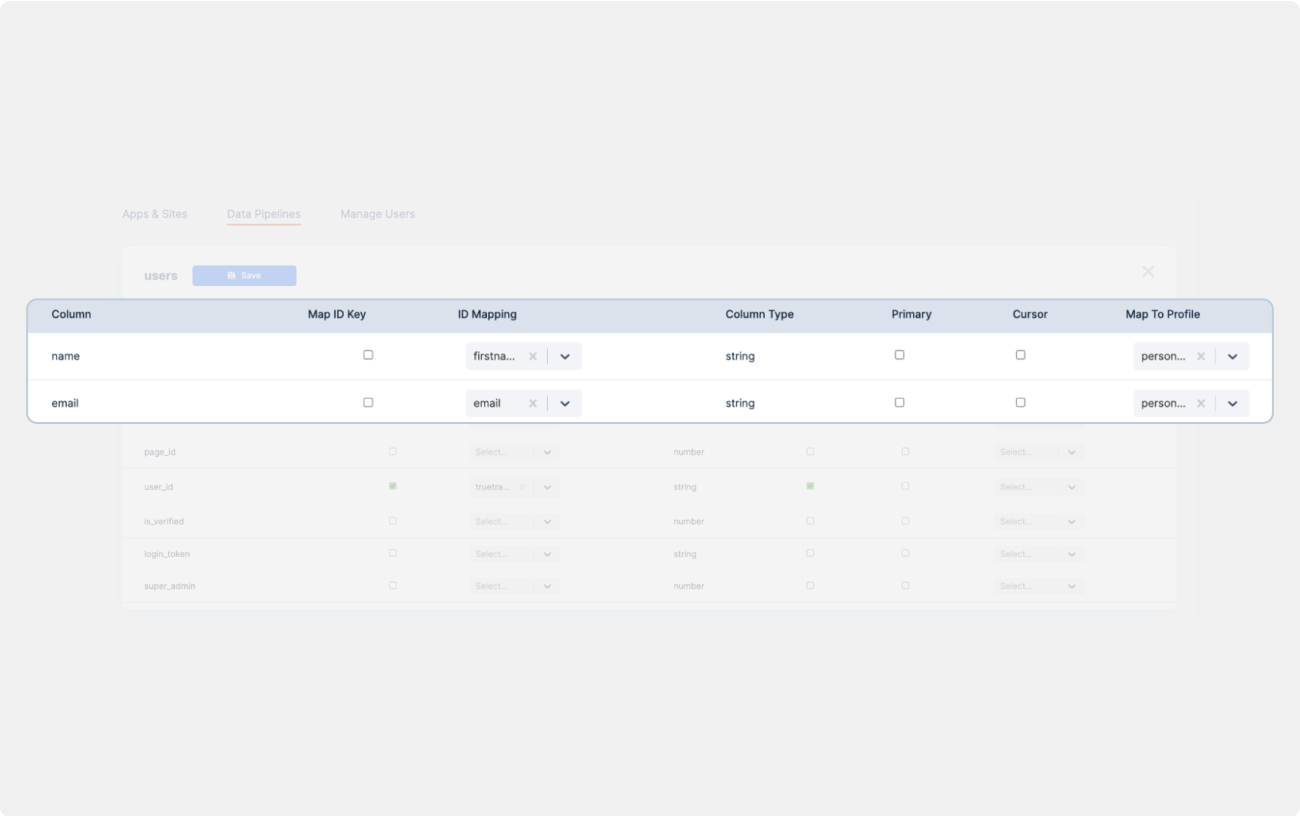 Apps & Sites Data Pipelines Manage Users
users Save
Column Map ID Key ID Mapping Column Type Primary Cursor Map To Profile
name firstna... string person...
email email string person...
page_id Select... number Select...
user_id truetra... string Select...
is_verified Select... number Select...
login_token Select... string Select...
super_admin Select... number Select...